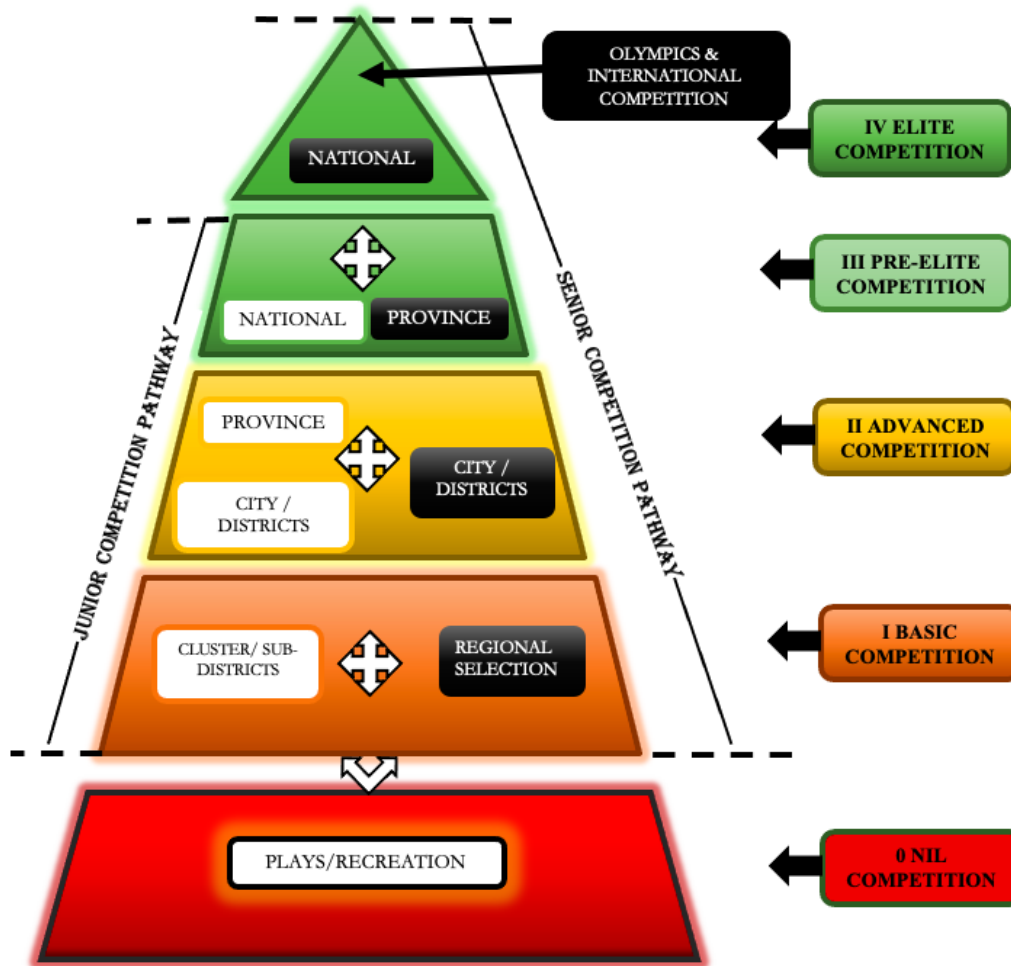 OLYMPICS &
INTERNATIONAL
COMPETITION
IV ELITE
COMPETITION
NATIONAL
III PRE-ELITE
COMPETITION
NATIONAL
PROVINCE
JUNIOR COMPETITION PATHWAY
SENIOR COMPETITION PATHWAY
PROVINCE
CITY /
DISTRICTS
CITY /
DISTRICTS
II ADVANCED
COMPETITION
CLUSTER/ SUB-
DISTRICTS
REGIONAL
SELECTION
I BASIC
COMPETITION
PLAYS/RECREATION
0 NIL
COMPETITION